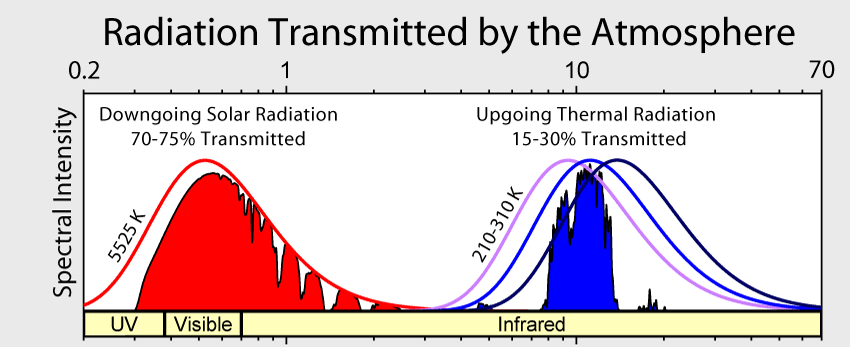 Radiation Transmitted by the Atmosphere
0.2 1 10 70
Downgoing Solar Radiation
70-75% Transmitted
Upgoing Thermal Radiation
15-30% Transmitted
Spectral Intensity
5525 K
210-310 K
UV Visible Infrared